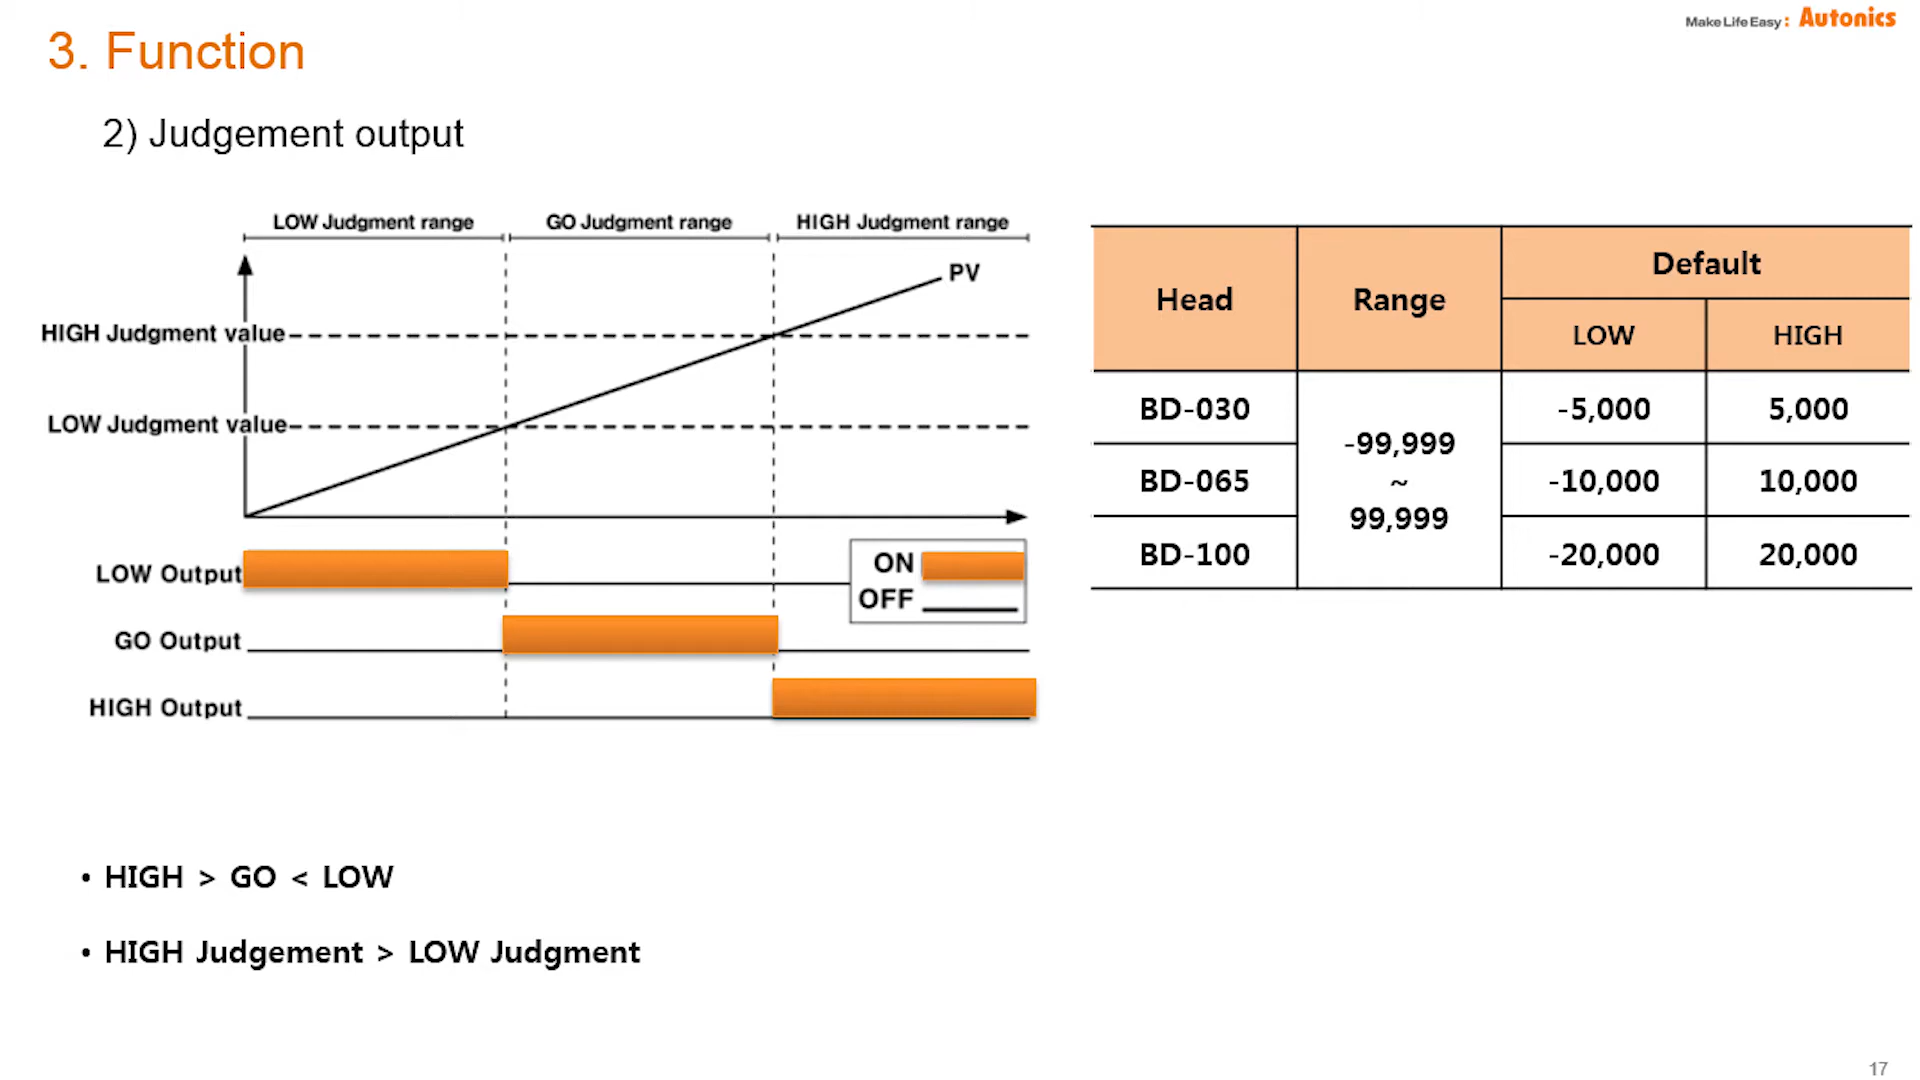 Make Life Easy: Autonics
3. Function
2) Judgement output
LOW Judgment range GO Judgment range HIGH Judgment range
PV
HIGH Judgment value
LOW Judgment value
LOW Output
GO Output
HIGH Output
ON
OFF
Head Range Default
LOW HIGH
BD-030 -5,000 5,000
-99,999
BD-065 ~ -10,000 10,000
99,999
BD-100 -20,000 20,000
• HIGH > GO < LOW
• HIGH Judgement > LOW Judgment
17